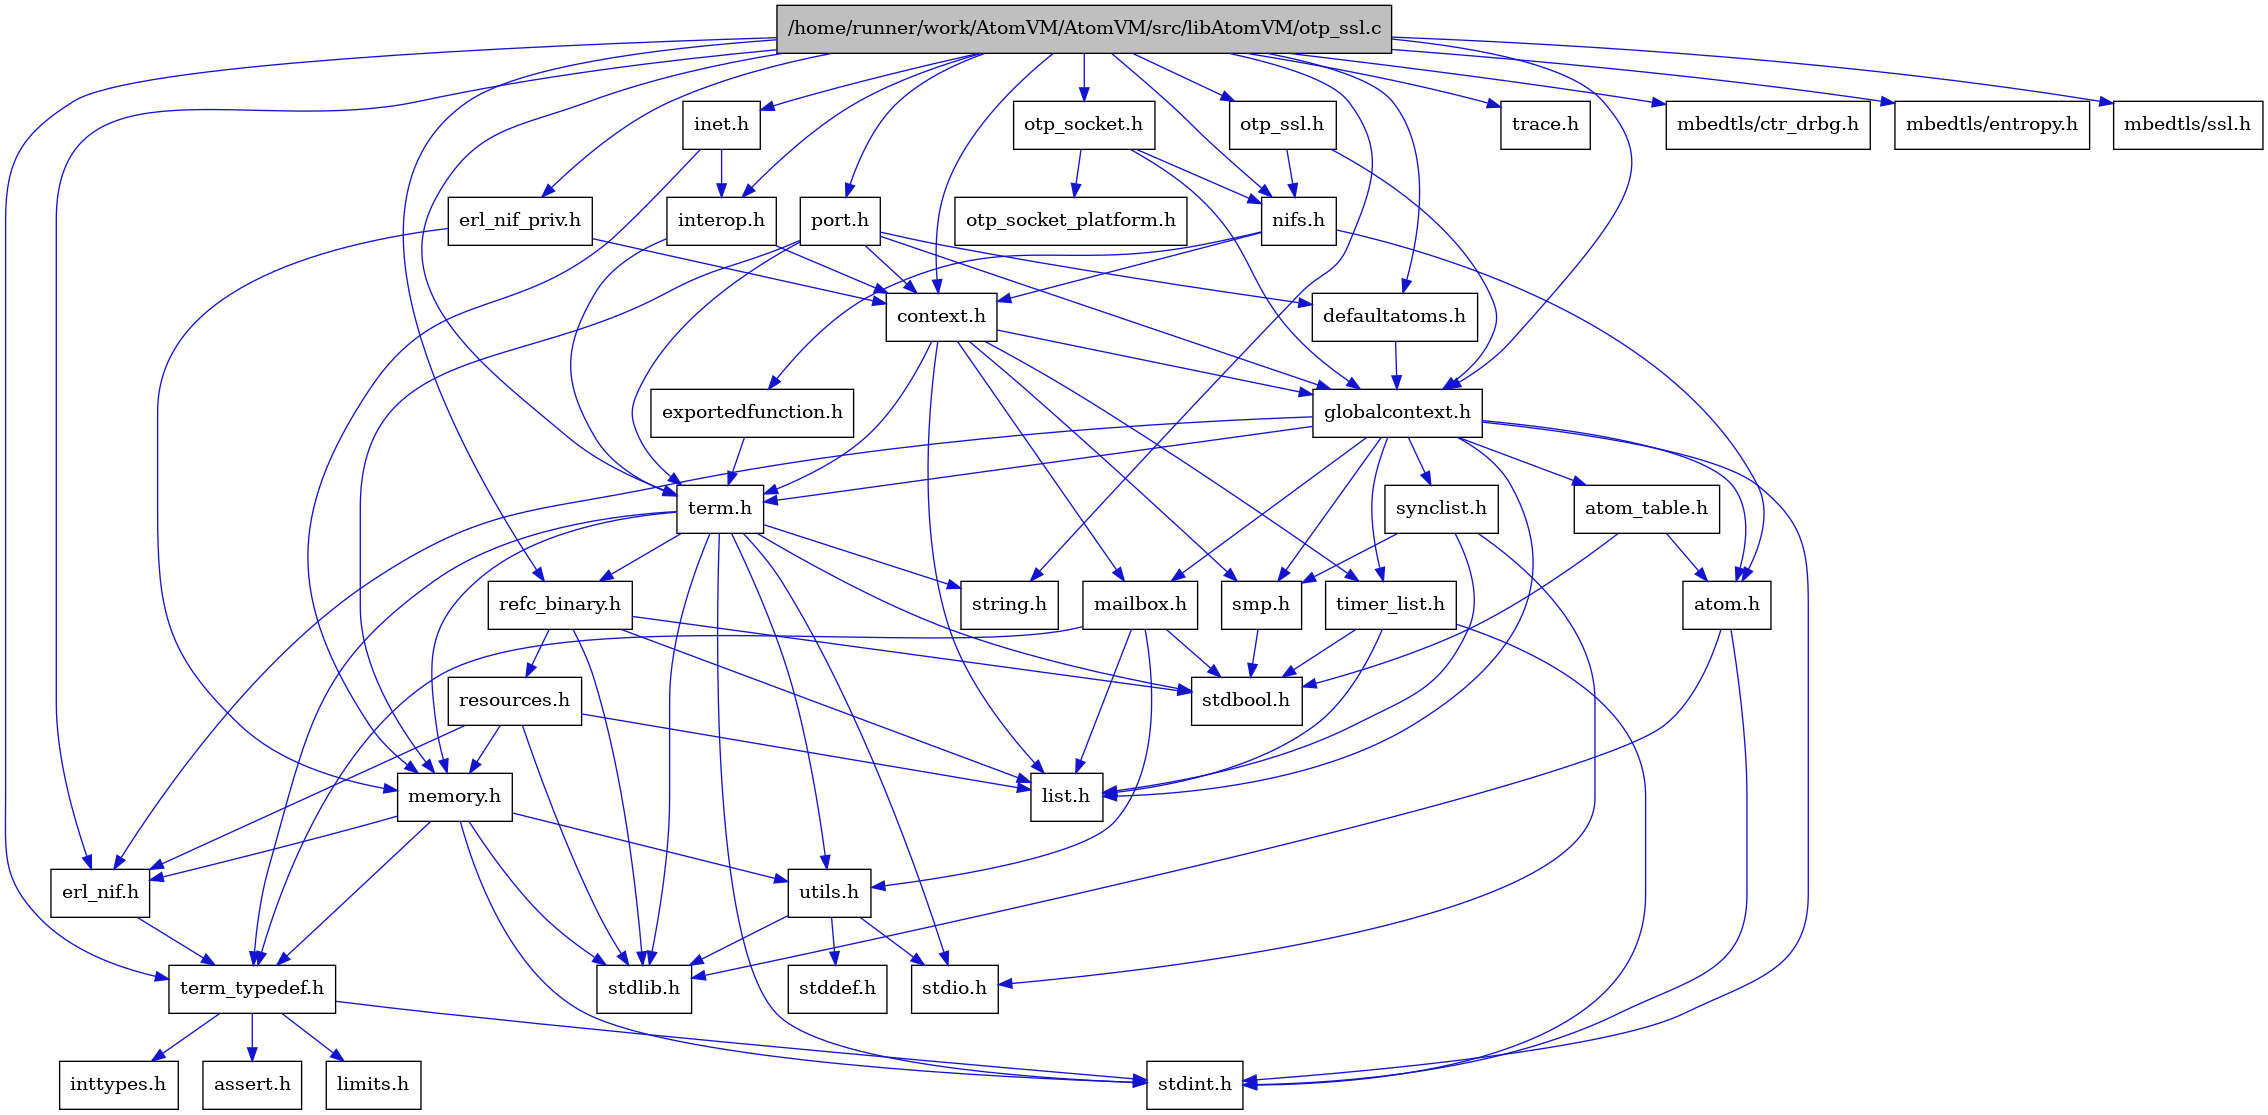 /home/runner/work/AtomVM/AtomVM/src/libAtomVM/otp_ssl.c
inet.h
otp_socket.h
otp_ssl.h
trace.h
mbedtls/ctr_drbg.h
mbedtls/entropy.h
mbedtls/ssl.h
erl_nif_priv.h
interop.h
port.h
otp_socket_platform.h
nifs.h
context.h
defaultatoms.h
exportedfunction.h
globalcontext.h
term.h
synclist.h
atom_table.h
refc_binary.h
string.h
mailbox.h
smp.h
timer_list.h
atom.h
resources.h
stdbool.h
memory.h
list.h
erl_nif.h
utils.h
term_typedef.h
stdlib.h
stddef.h
stdio.h
inttypes.h
assert.h
limits.h
stdint.h